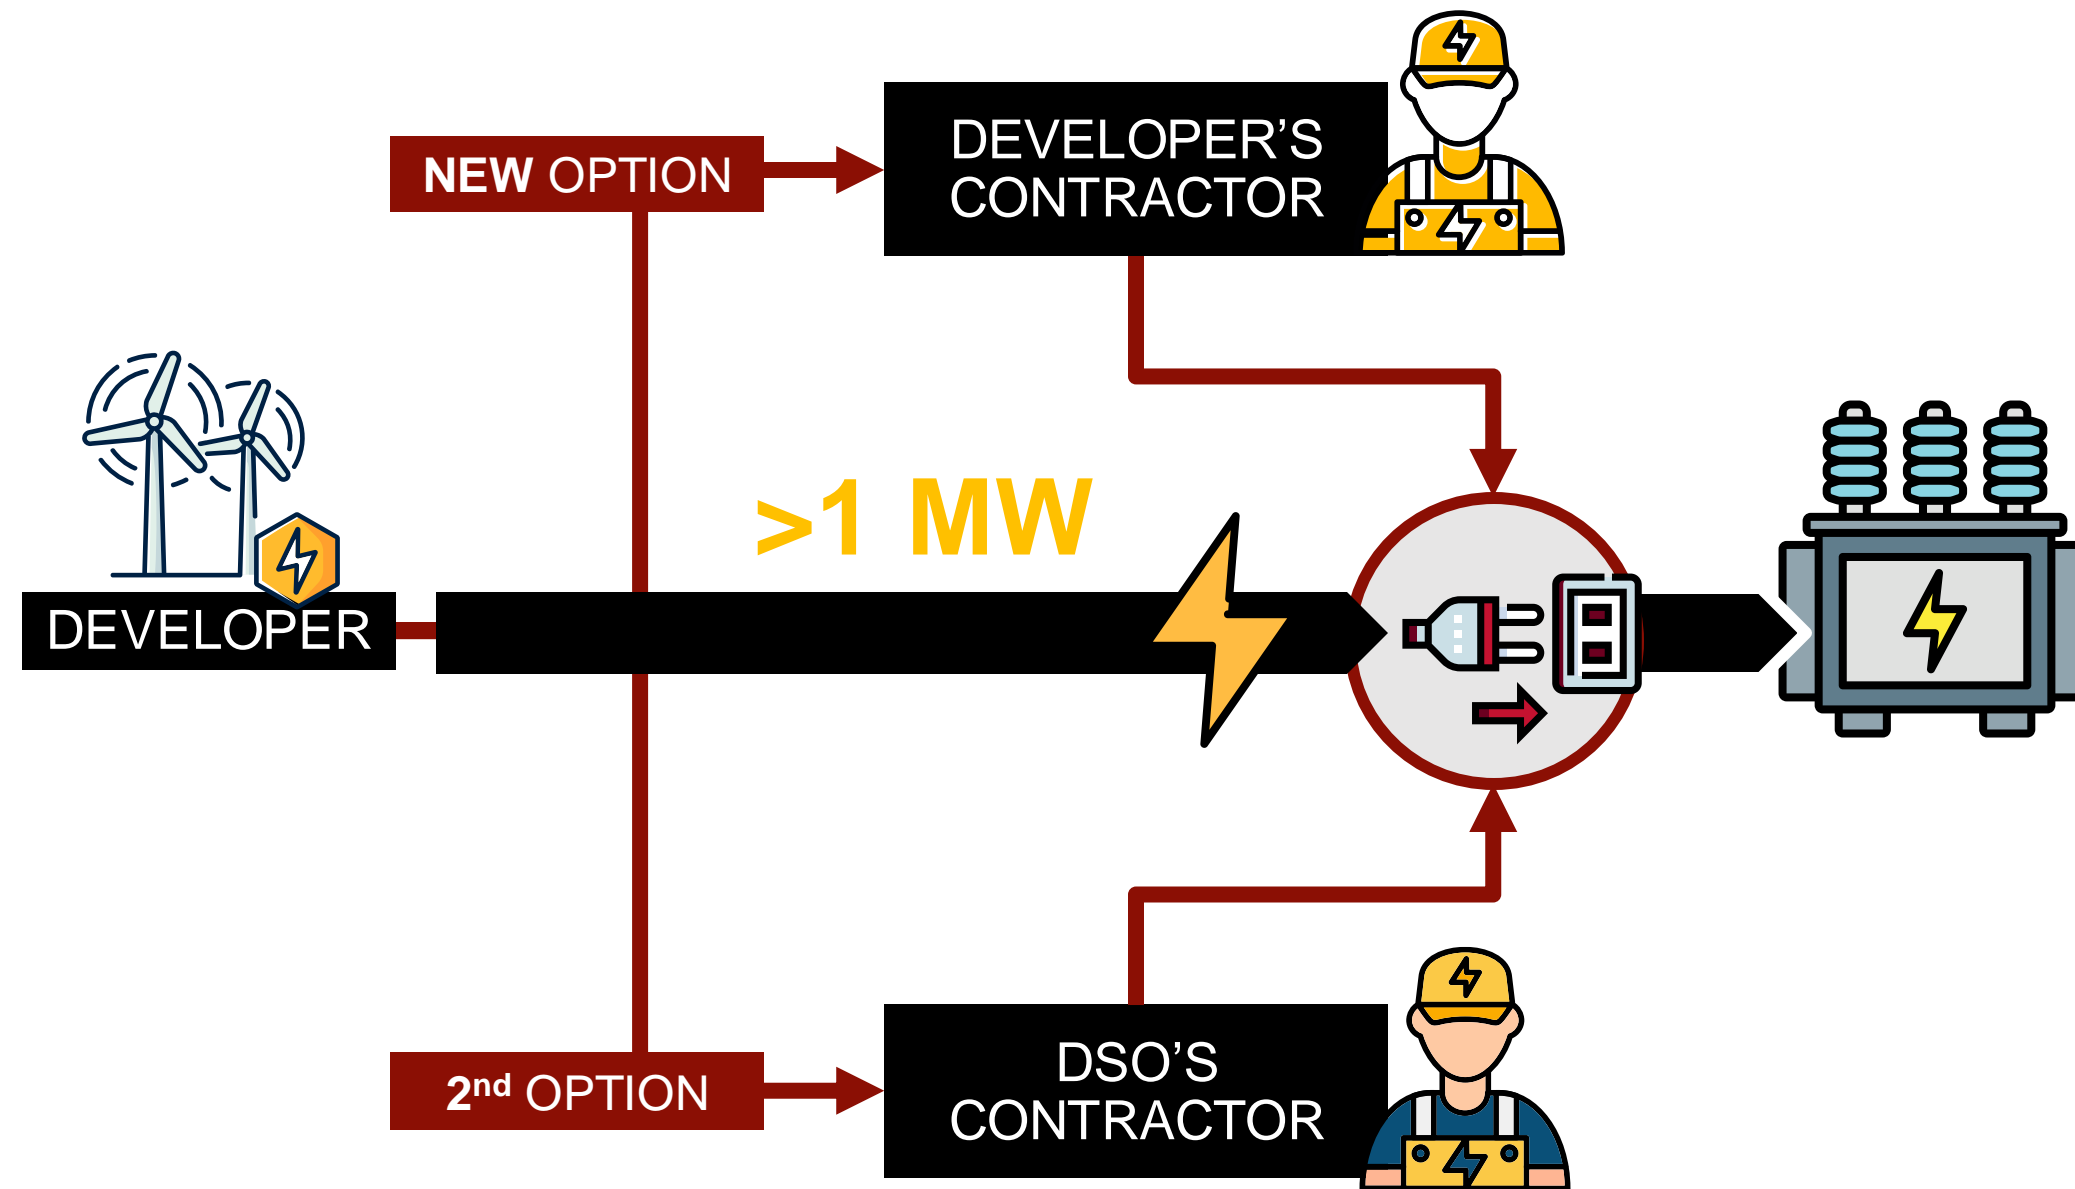 DEVELOPER’S
CONTRACTOR
NEW OPTION
>1 MW
DEVELOPER
DSO’S
CONTRACTOR
2nd OPTION